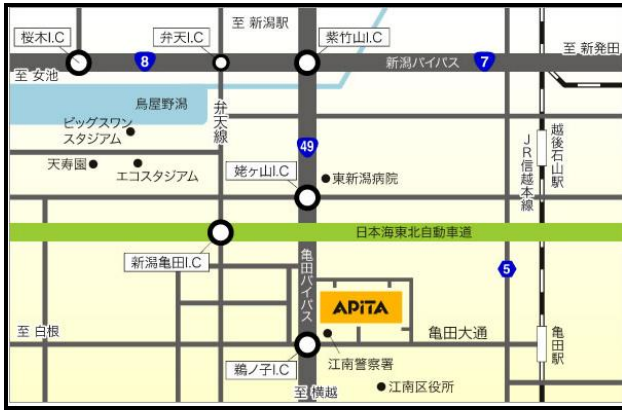 至 新潟駅
桜木I.C
弁天I.C
紫竹山I.C
至 新発田
8
新潟バイパス
7
至 女池
鳥屋野潟
弁天線
ビッグスワン
スタジアム
49
天寿園
エコスタジアム
姥ヶ山I.C
東新潟病院
JR信越本線
越後石山駅
日本海東北自動車道
新潟亀田I.C
亀田バイパス
5
APiTA
至 白根
亀田大通
亀田駅
鵜ノ子I.C
江南警察署
至 横越
江南区役所